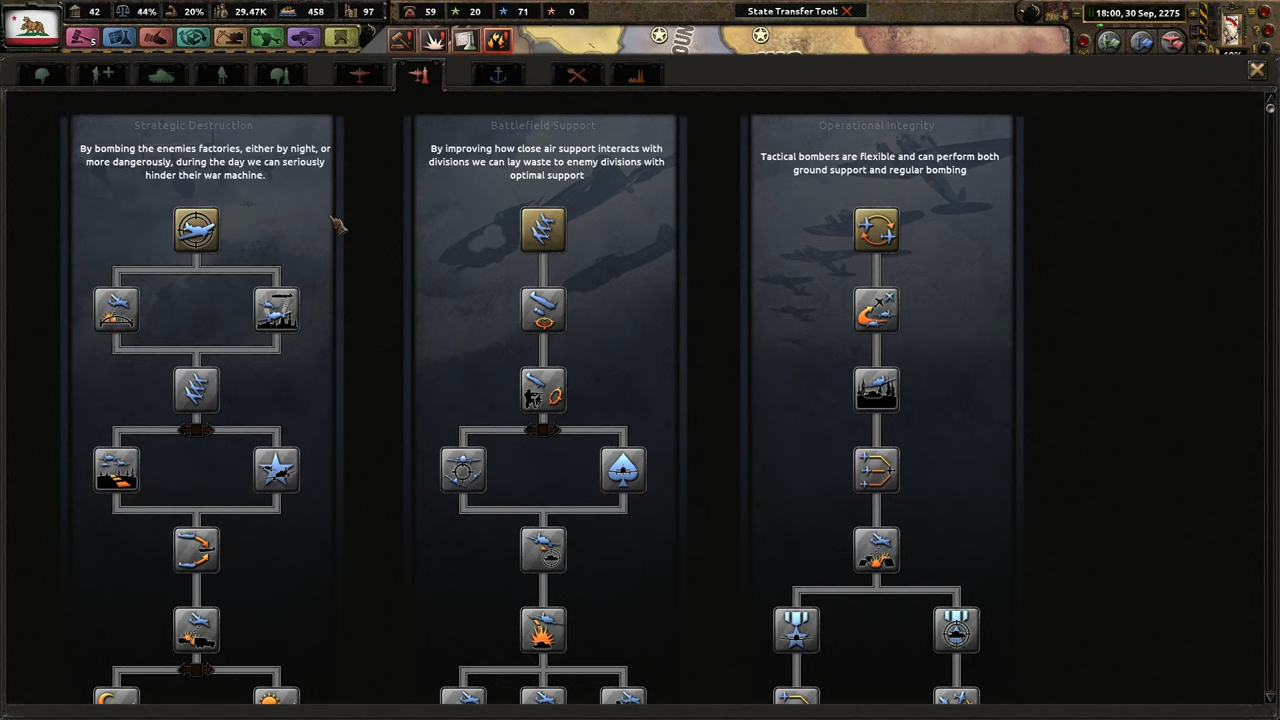 42 44% 20% 29.47K 458 97 59 20 71 0 State Transfer Tool: 18:00, 30 Sep, 2275
5
Strategic Destruction
By bombing the enemies factories, either by night, or
more dangerously, during the day we can seriously
hinder their war machine.
Battlefield Support
By improving how close air support interacts with
divisions we can lay waste to enemy divisions with
optimal support
Operational Integrity
Tactical bombers are flexible and can perform both
ground support and regular bombing